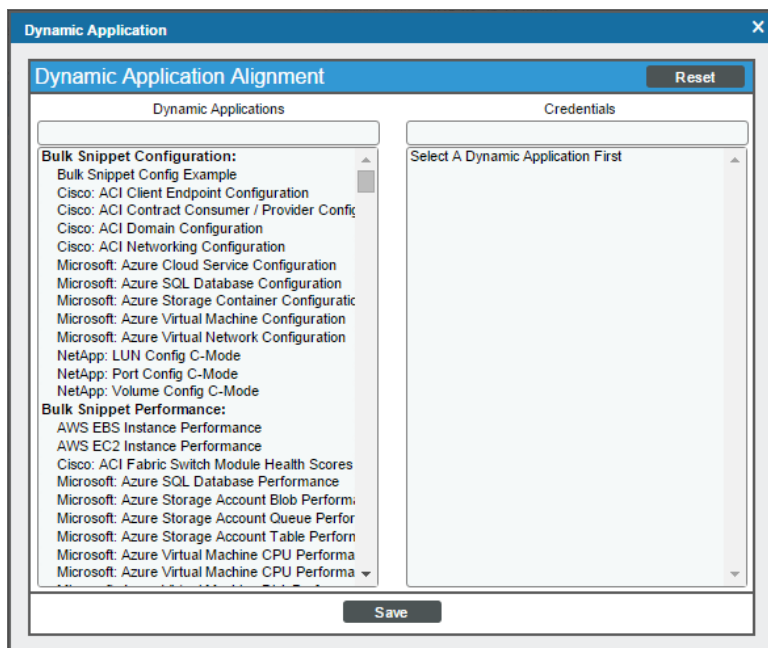 Dynamic Application
Dynamic Application Alignment
Reset
Dynamic Applications
Bulk Snippet Configuration:
Bulk Snippet Config Example
Cisco: ACI Client Endpoint Configuration
Cisco: ACI Contract Consumer / Provider Config
Cisco: ACI Domain Configuration
Cisco: ACI Networking Configuration
Microsoft: Azure Cloud Service Configuration
Microsoft: Azure SQL Database Configuration
Microsoft: Azure Storage Container Configuratio
Microsoft: Azure Virtual Machine Configuration
Microsoft: Azure Virtual Network Configuration
NetApp: LUN Config C-Mode
NetApp: Port Config C-Mode
NetApp: Volume Config C-Mode
Bulk Snippet Performance:
AWS EBS Instance Performance
AWS EC2 Instance Performance
Cisco: ACI Fabric Switch Module Health Scores
Microsoft: Azure SQL Database Performance
Microsoft: Azure Storage Account Blob Performa
Microsoft: Azure Storage Account Queue Perfor
Microsoft: Azure Storage Account Table Perforn
Microsoft: Azure Virtual Machine CPU Performa
Microsoft: Azure Virtual Machine CPU Performa
Credentials
Select A Dynamic Application First
Save